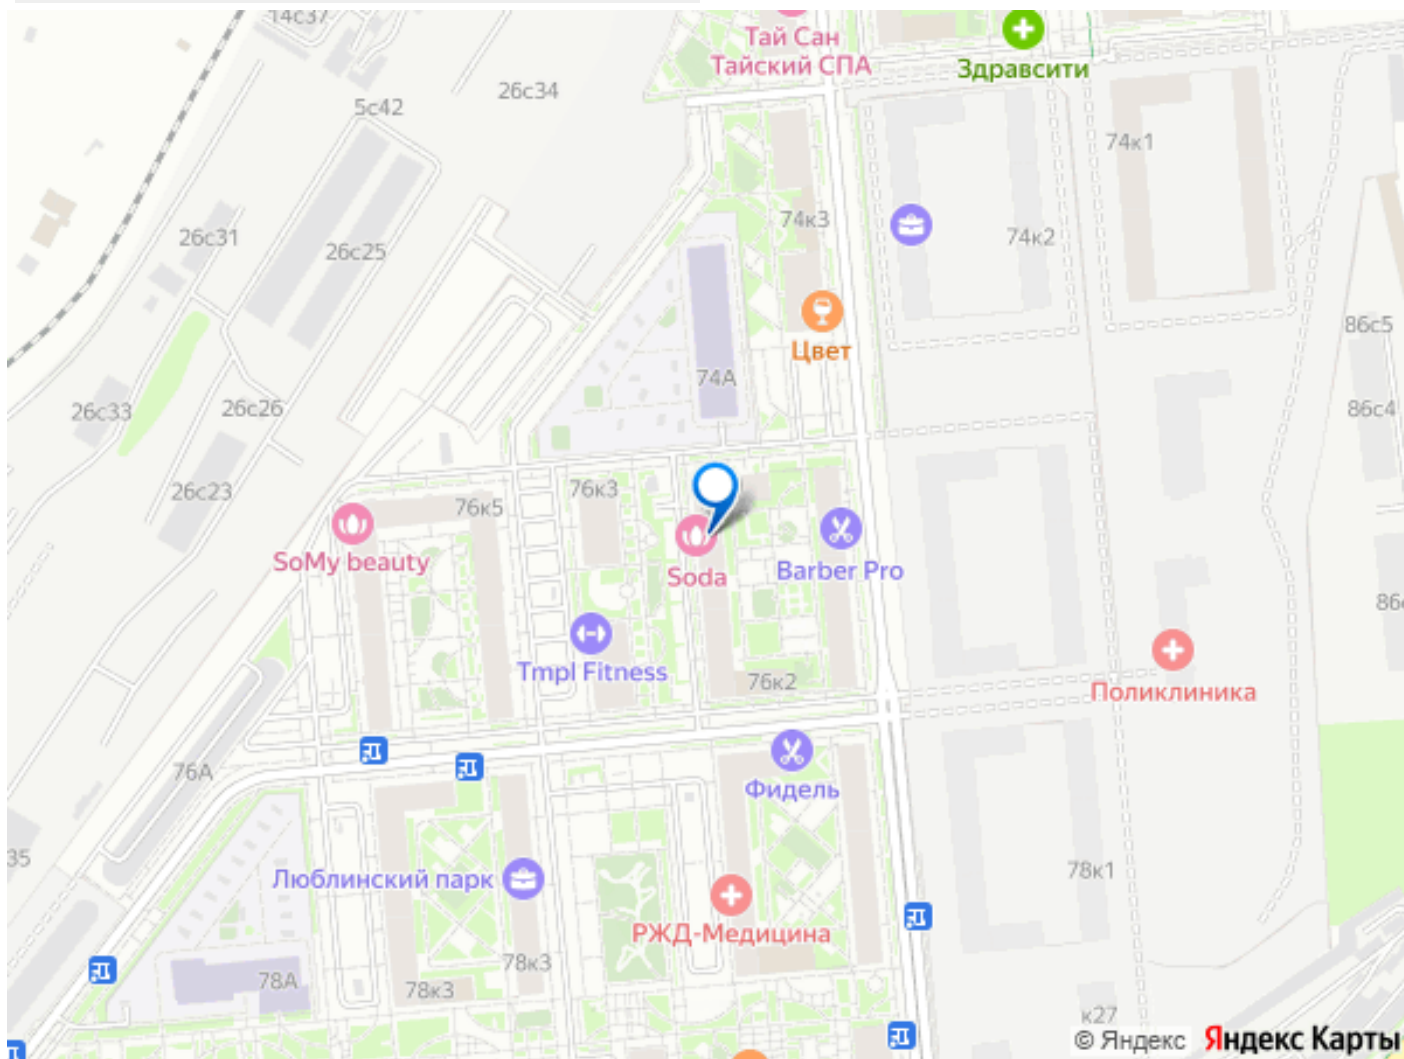 14с37
Тай Сан
Тайский СПА
Здравсити
26с34
5с42
74к1
74к3
26с31
26с25
74к2
86с5
Цвет
74А
26с33
26с26
86с4
26с23
76к5
76к3
SoMy beauty
Soda
Barber Pro
86
Tmpl Fitness
76к2
Поликлиника
76А
Фидель
35
78к1
Люблинский парк
РЖД-Медицина
78А
78к3
78к3
к27
© Яндекс
Яндекс Карты